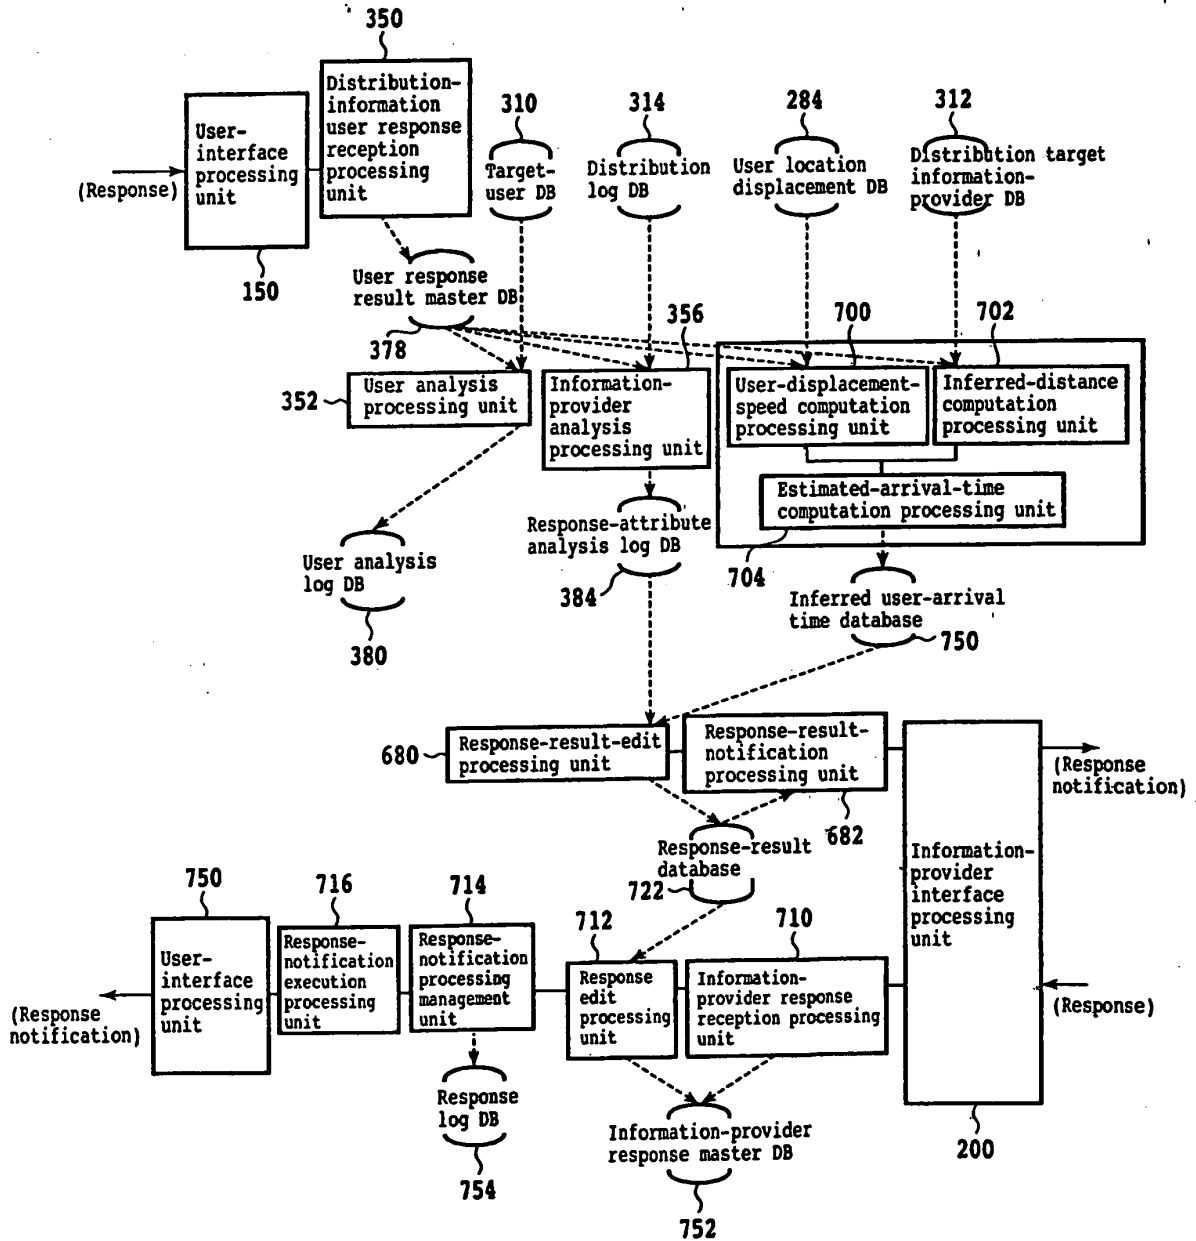 350
Distribution-
information
user response
reception
processing
unit
User-
interface
processing
unit
(Response)
150
310
Target-
user DB
314
Distribution
log DB
284
User location
displacement DB
312
Distribution target
information-
provider DB
User response
result master DB
378
356
700
702
352
User analysis
processing unit
Information-
provider
analysis
processing unit
User-displacement-
speed computation
processing unit
Inferred-distance
computation
processing unit
Estimated-arrival-time
computation processing unit
704
User analysis
log DB
380
Response-attribute
analysis log DB
384
Inferred user-arrival
time database
750
680
Response-result-edit
processing unit
Response-result-
notification
processing unit
682
(Response
notification)
Response-result
database
722
Information-
provider
interface
processing
unit
200
(Response)
750
User-
interface
processing
unit
(Response
notification)
716
Response-
notification
execution
processing
unit
714
Response-
notification
processing
management
unit
712
Response
edit
processing
unit
710
Information-
provider response
reception processing
unit
Response
log DB
754
Information-provider
response master DB
752